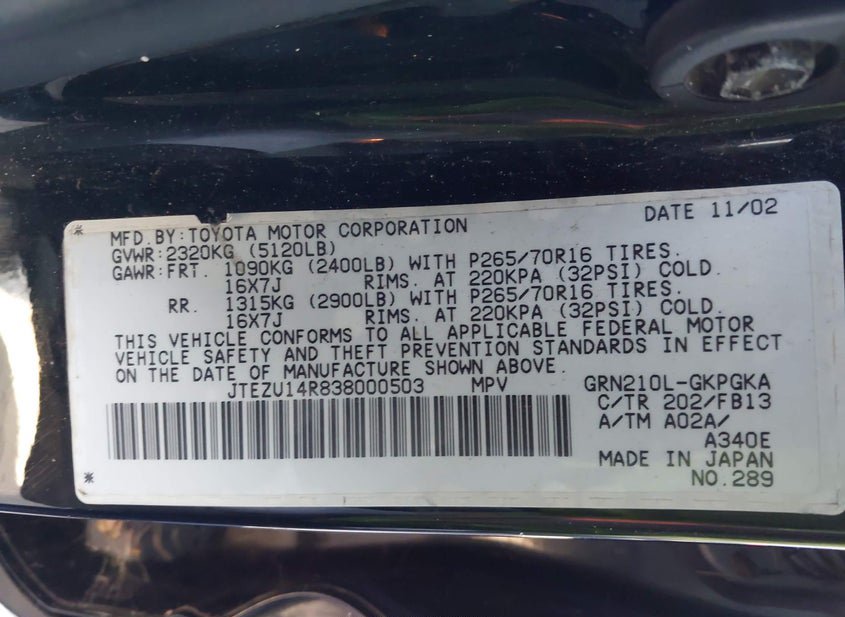 DATE 11/02
MFD.BY:TOYOTA MOTOR CORPORATION
GVWR:2320KG (5120LB)
GAWR:FRT. 1090KG (2400LB) WITH P265/70R16 TIRES.
16X7J RIMS. AT 220KPA (32PSI) COLD.
RR. 1315KG (2900LB) WITH P265/70R16 TIRES.
16X7J RIMS. AT 220KPA (32PSI) COLD.
THIS VEHICLE CONFORMS TO ALL APPLICABLE FEDERAL MOTOR
VEHICLE SAFETY AND THEFT PREVENTION STANDARDS IN EFFECT
ON THE DATE OF MANUFACTURE SHOWN ABOVE.
JTEZU14R838000503 MPV GRN210L-GKPGKA
C/TR 202/FB13
A/TM A02A/
A340E
MADE IN JAPAN
NO.289